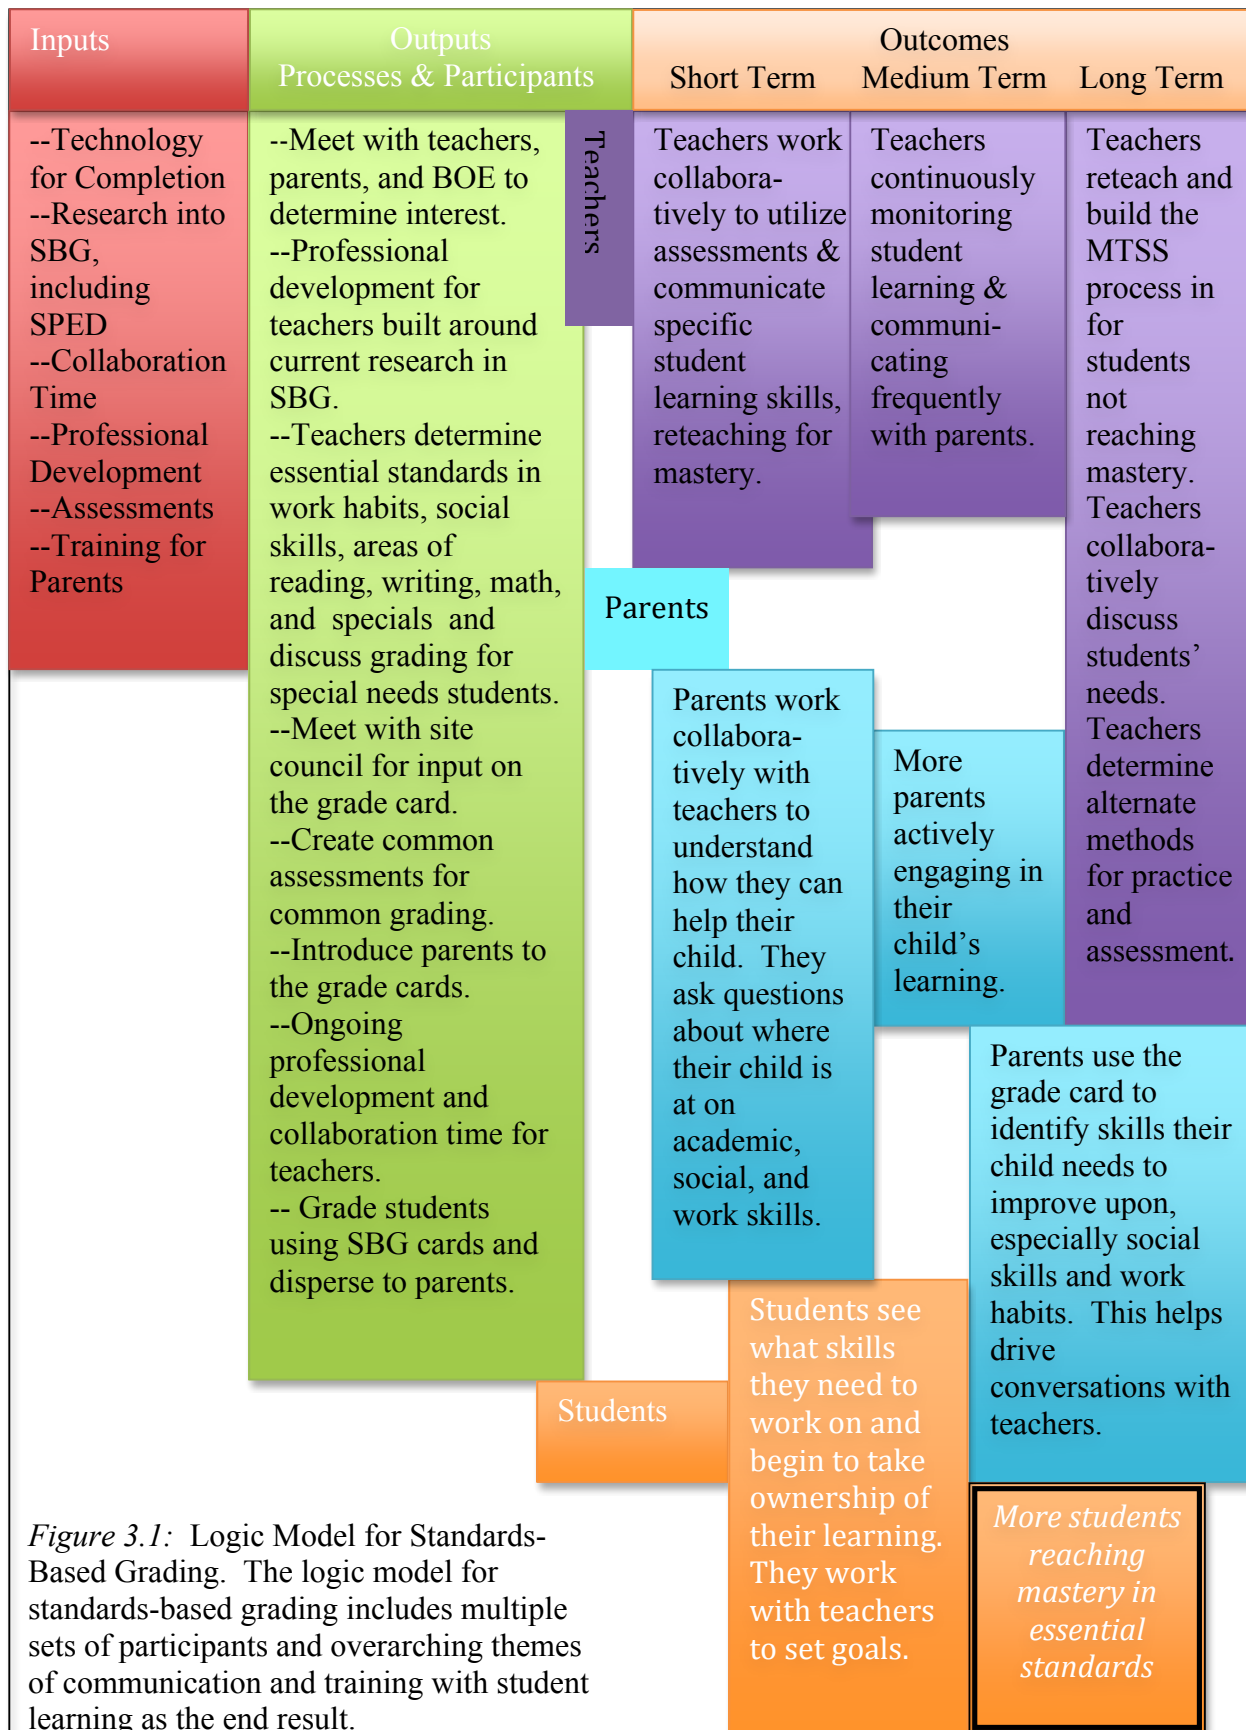 Inputs
Outputs
Processes & Participants
Outcomes
Short Term Medium Term Long Term
--Technology
for Completion
--Research into
SBG,
including
SPED
--Collaboration
Time
--Professional
Development
--Assessments
--Training for
Parents
--Meet with teachers,
parents, and BOE to
determine interest.
--Professional
development for
teachers built around
current research in
SBG.
--Teachers determine
essential standards in
work habits, social
skills, areas of
reading, writing, math,
and specials and
discuss grading for
special needs students.
--Meet with site
council for input on
the grade card.
--Create common
assessments for
common grading.
--Introduce parents to
the grade cards.
--Ongoing
professional
development and
collaboration time for
teachers.
-- Grade students
using SBG cards and
disperse to parents.
Teachers
Teachers work
collabora-
tively to utilize
assessments &
communicate
specific
student
learning skills,
reteaching for
mastery.
Teachers
continuously
monitoring
student
learning &
communi-
cating
frequently
with parents.
Teachers
reteach and
build the
MTSS
process in
for
students
not
reaching
mastery.
Teachers
collabora-
tively
discuss
students’
needs.
Teachers
determine
alternate
methods
for practice
and
assessment.
Parents
Parents work
collabora-
tively with
teachers to
understand
how they can
help their
child. They
ask questions
about where
their child is
at on
academic,
social, and
work skills.
More
parents
actively
engaging in
their
child’s
learning.
Parents use the
grade card to
identify skills their
child needs to
improve upon,
especially social
skills and work
habits. This helps
drive
conversations with
teachers.
Students
Students see
what skills
they need to
work on and
begin to take
ownership of
their learning.
They work
with teachers
to set goals.
More students
reaching
mastery in
essential
standards
Figure 3.1: Logic Model for Standards-
Based Grading. The logic model for
standards-based grading includes multiple
sets of participants and overarching themes
of communication and training with student
learning as the end result.